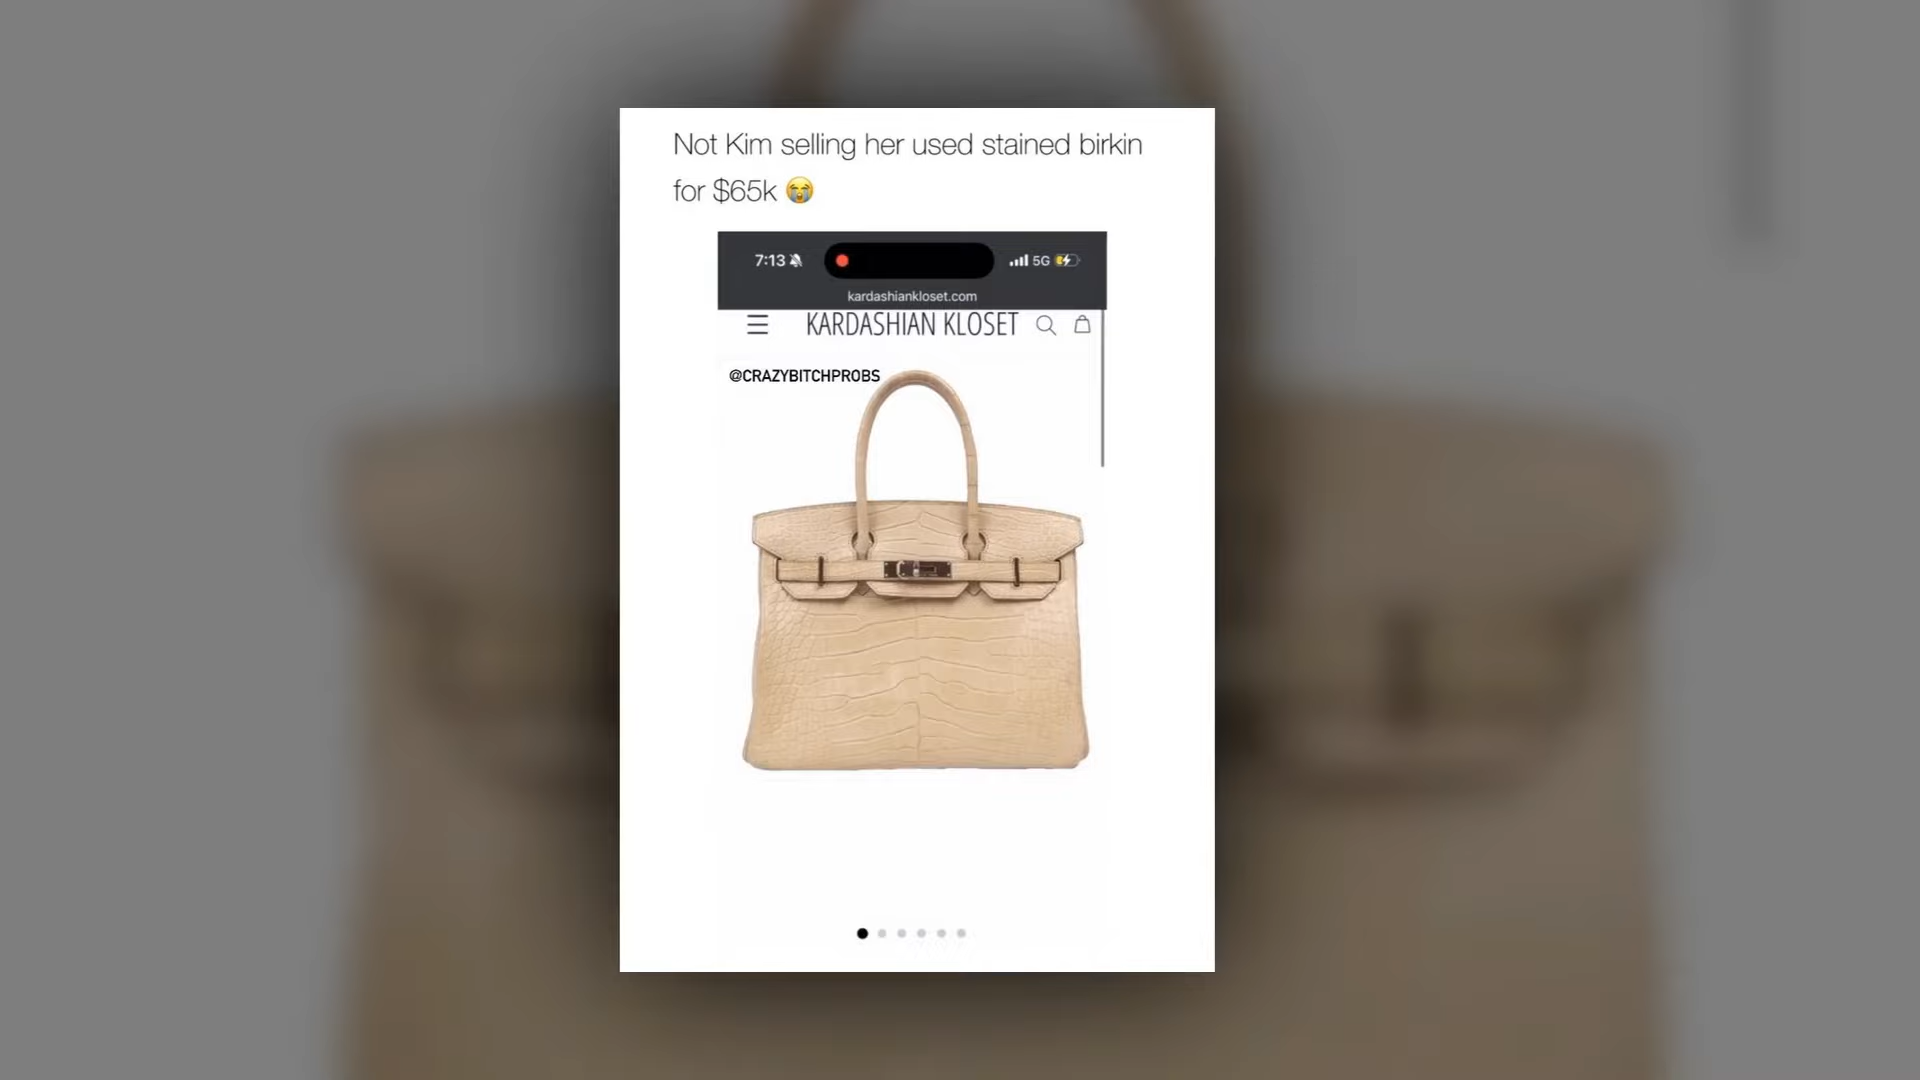 Not Kim selling her used stained birkin
for $65k 😭
7:13 5G
kardashiankloset.com
KARDASHIAN KLOSET
@CRAZYBITCHPROBS